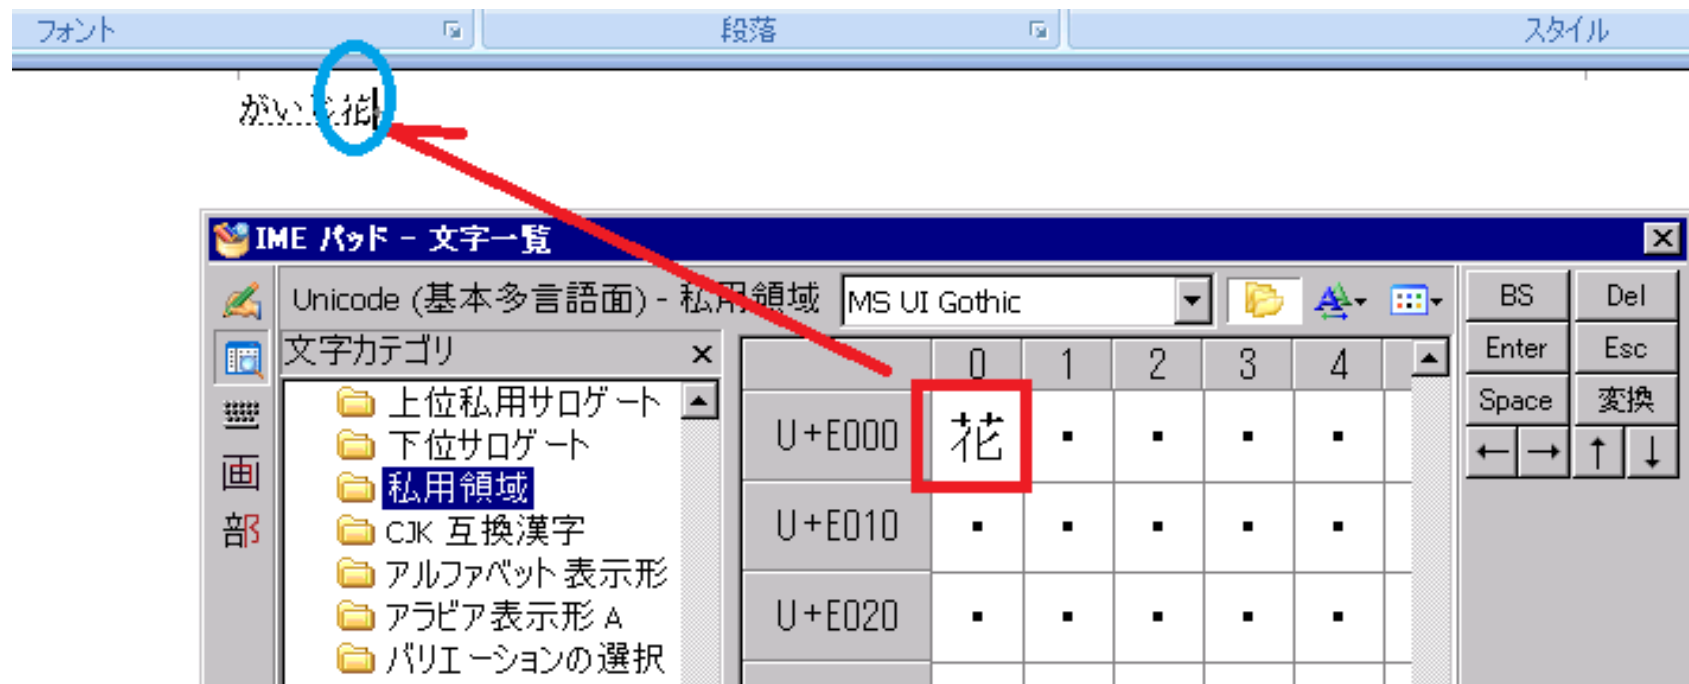 フォント 段落 スタイル
がいじ花
IME パッド - 文字一覧
Unicode (基本多言語面) - 私用領域 MS UI Gothic
BS Del
Enter Esc
Space 変換
← → ↑ ↓
文字カテゴリ
上位私用サロゲート
下位サロゲート
私用領域
CJK 互換漢字
アルファベット表示形
アラビア表示形 A
バリエーションの選択
画
部
0 1 2 3 4
U+E000 花 ・ ・ ・ ・
U+E010 ・ ・ ・ ・ ・
U+E020 ・ ・ ・ ・ ・